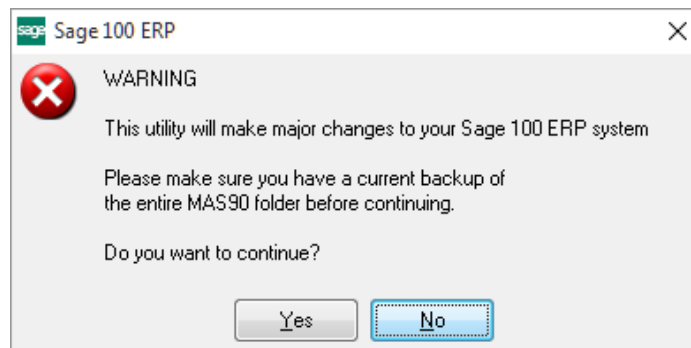 sage Sage 100 ERP
WARNING
This utility will make major changes to your Sage 100 ERP system
Please make sure you have a current backup of
the entire MAS90 folder before continuing.
Do you want to continue?
Yes No